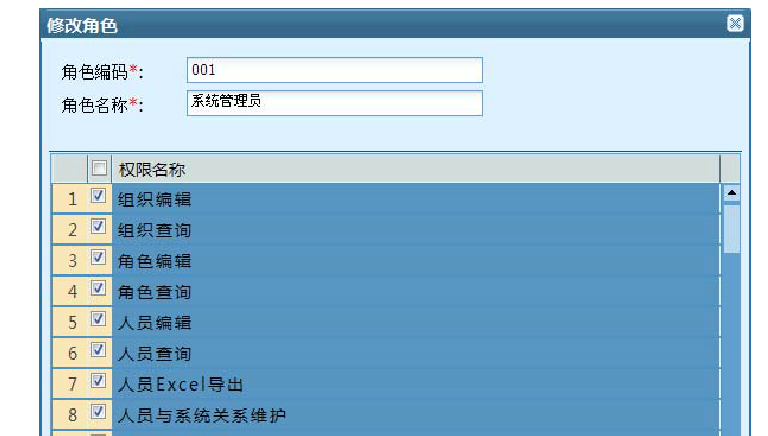 修改角色
角色编码*: 001
角色名称*: 系统管理员
权限名称
1 组织编辑
2 组织查询
3 角色编辑
4 角色查询
5 人员编辑
6 人员查询
7 人员Excel导出
8 人员与系统关系维护